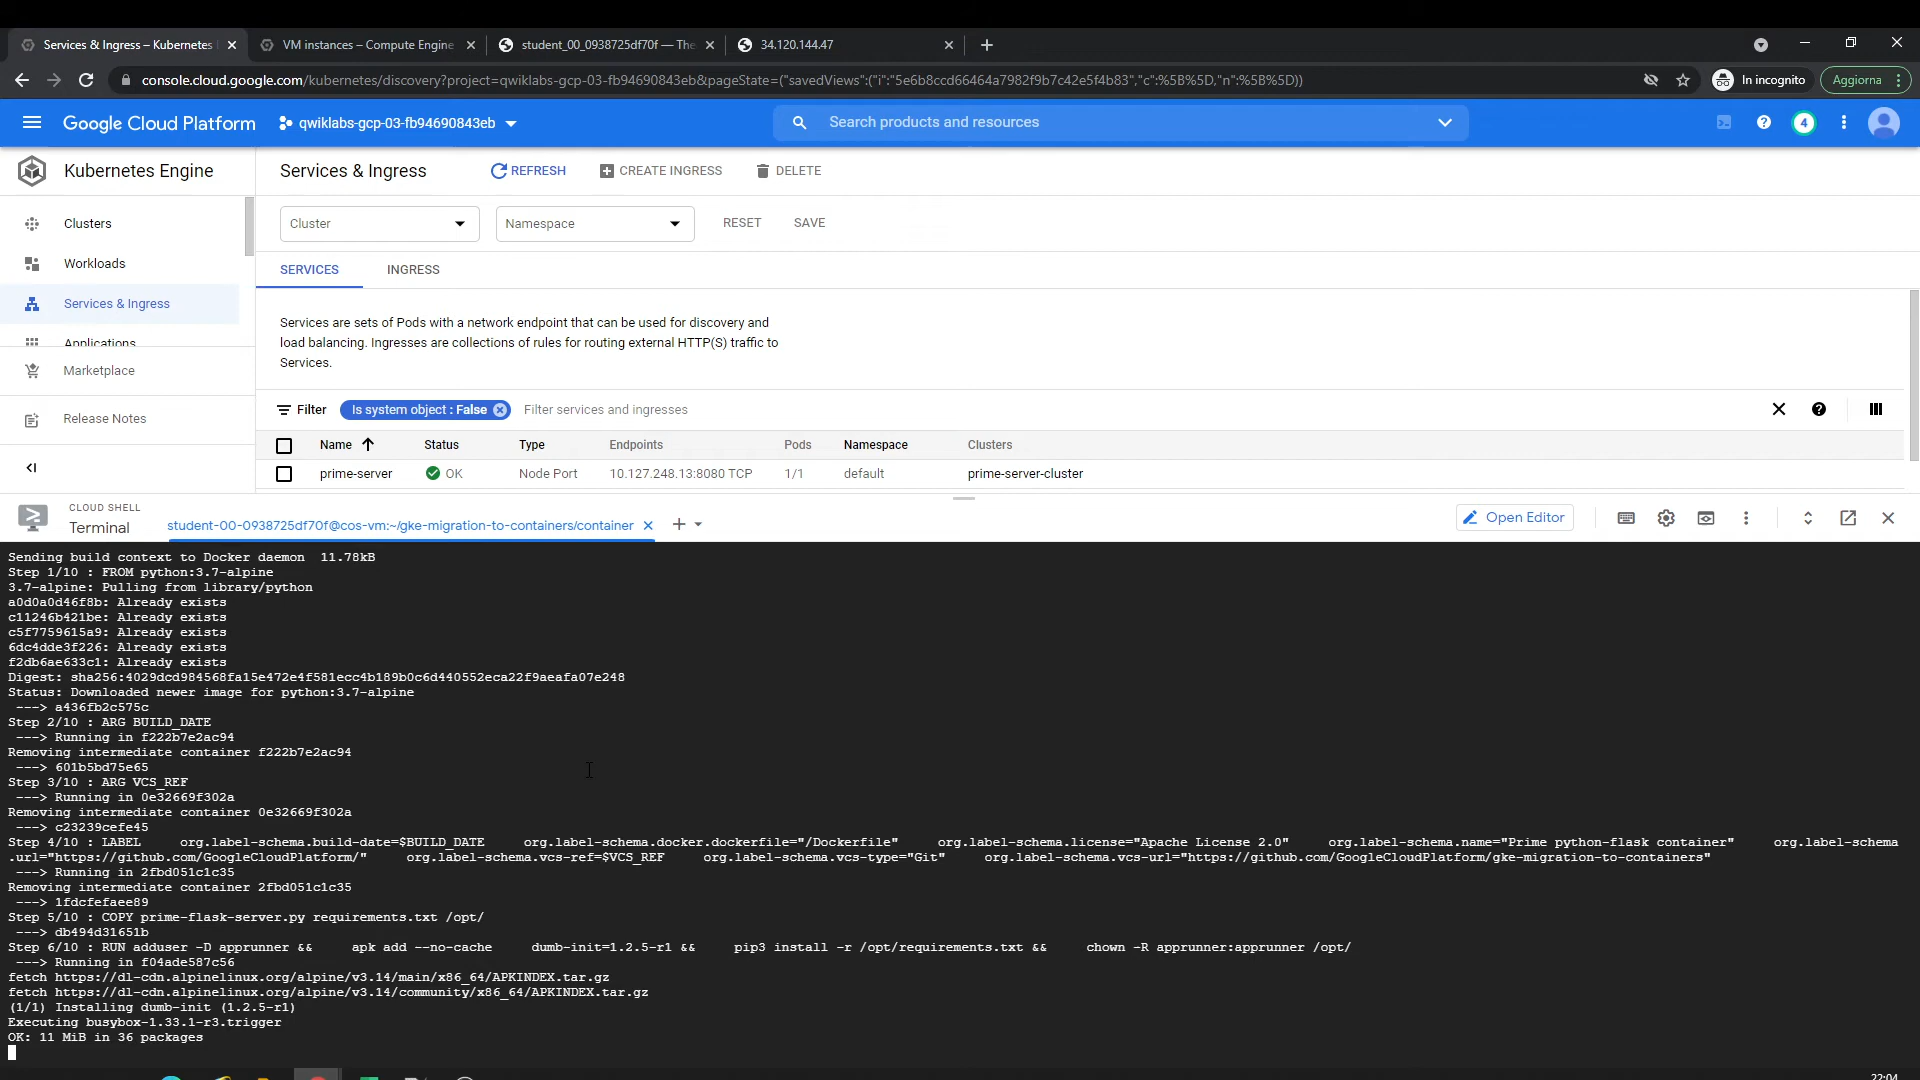 Services & Ingress – Kubernetes
VM instances – Compute Engine
student_00_0938725df70f — The
34.120.144.47
console.cloud.google.com/kubernetes/discovery?project=qwiklabs-gcp-03-fb94690843eb&pageState=("savedViews":("i":"5e6b8ccd66464a7982f9b7c42e5f4b83","c":%5B%5D,"n":%5B%5D))
In incognito
Aggiorna
Google Cloud Platform
qwiklabs-gcp-03-fb94690843eb
Search products and resources
4
Kubernetes Engine
Services & Ingress
REFRESH
CREATE INGRESS
DELETE
Clusters
Workloads
Services & Ingress
Applications
Marketplace
Release Notes
Cluster
Namespace
RESET
SAVE
SERVICES
INGRESS
Services are sets of Pods with a network endpoint that can be used for discovery and
load balancing. Ingresses are collections of rules for routing external HTTP(S) traffic to
Services.
Filter
Is system object : False
Filter services and ingresses
Name Status Type Endpoints Pods Namespace Clusters
prime-server OK Node Port 10.127.248.13:8080 TCP 1/1 default prime-server-cluster
CLOUD SHELL
Terminal
student-00-0938725df70f@cos-vm:~/gke-migration-to-containers/container
Open Editor
Sending build context to Docker daemon  11.78kB
Step 1/10 : FROM python:3.7-alpine
3.7-alpine: Pulling from library/python
a0d0a0d46f8b: Already exists
c11246b421be: Already exists
c5f7759615a9: Already exists
6dc4dde3f226: Already exists
f2db6ae633c1: Already exists
Digest: sha256:4029dcd984568fa15e472e4f581ecc4b189b0c6d440552eca22f9aeafa07e248
Status: Downloaded newer image for python:3.7-alpine
---> a436fb2c575c
Step 2/10 : ARG BUILD_DATE
---> Running in f222b7e2ac94
Removing intermediate container f222b7e2ac94
---> 601b5bd75e65
Step 3/10 : ARG VCS_REF
---> Running in 0e32669f302a
Removing intermediate container 0e32669f302a
---> c23239cefe45
Step 4/10 : LABEL     org.label-schema.build-date=$BUILD_DATE     org.label-schema.docker.dockerfile="/Dockerfile"     org.label-schema.license="Apache License 2.0"     org.label-schema.name="Prime python-flask container"     org.label-schema
.url="https://github.com/GoogleCloudPlatform/"     org.label-schema.vcs-ref=$VCS_REF     org.label-schema.vcs-type="Git"     org.label-schema.vcs-url="https://github.com/GoogleCloudPlatform/gke-migration-to-containers"
---> Running in 2fbd051c1c35
Removing intermediate container 2fbd051c1c35
---> 1fdcfefaee89
Step 5/10 : COPY prime-flask-server.py requirements.txt /opt/
---> db494d31651b
Step 6/10 : RUN adduser -D apprunner &&     apk add --no-cache     dumb-init=1.2.5-r1 &&     pip3 install -r /opt/requirements.txt &&     chown -R apprunner:apprunner /opt/
---> Running in f04ade587c56
fetch https://dl-cdn.alpinelinux.org/alpine/v3.14/main/x86_64/APKINDEX.tar.gz
fetch https://dl-cdn.alpinelinux.org/alpine/v3.14/community/x86_64/APKINDEX.tar.gz
(1/1) Installing dumb-init (1.2.5-r1)
Executing busybox-1.33.1-r3.trigger
OK: 11 MiB in 36 packages
22:04